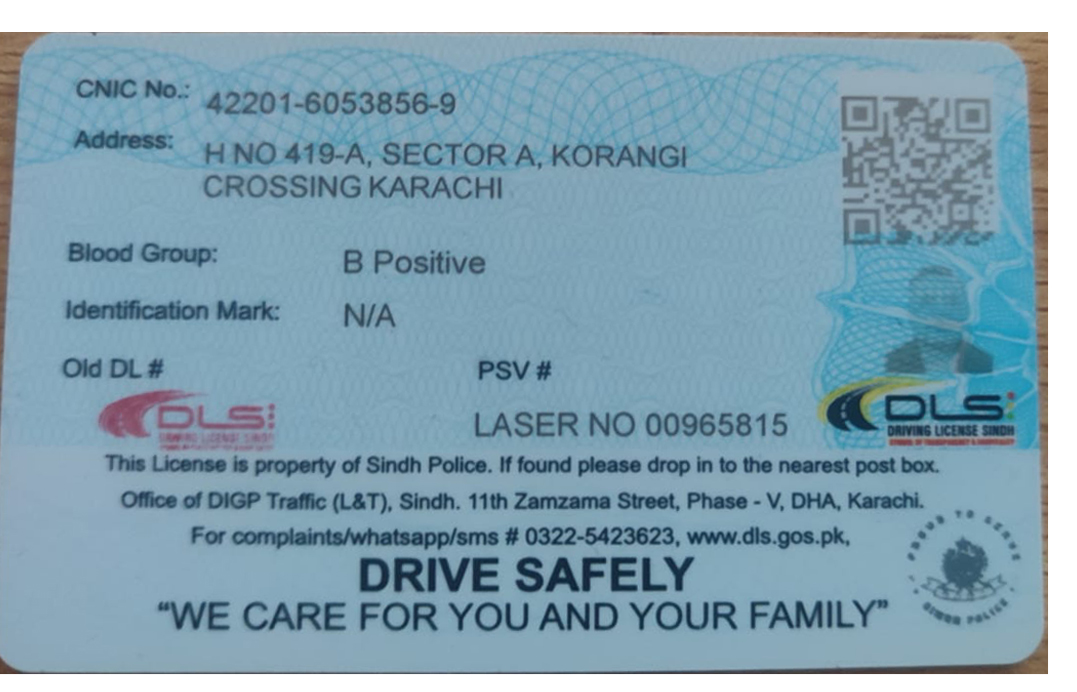 CNIC No.: 42201-6053856-9
Address: H NO 419-A, SECTOR A, KORANGI
CROSSING KARACHI
Blood Group: B Positive
Identification Mark: N/A
Old DL # PSV #
DLS
DRIVING LICENSE SINDH
LASER NO 00965815
DLS
DRIVING LICENSE SINDH
This License is property of Sindh Police. If found please drop in to the nearest post box.
Office of DIGP Traffic (L&T), Sindh. 11th Zamzama Street, Phase - V, DHA, Karachi.
For complaints/whatsapp/sms # 0322-5423623, www.dls.gos.pk,
PROUD TO SERVE
SINDH POLICE
DRIVE SAFELY
“WE CARE FOR YOU AND YOUR FAMILY”